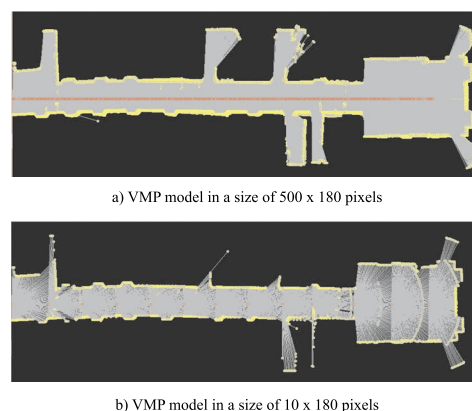 a) VMP model in a size of 500 x 180 pixels
b) VMP model in a size of 10 x 180 pixels